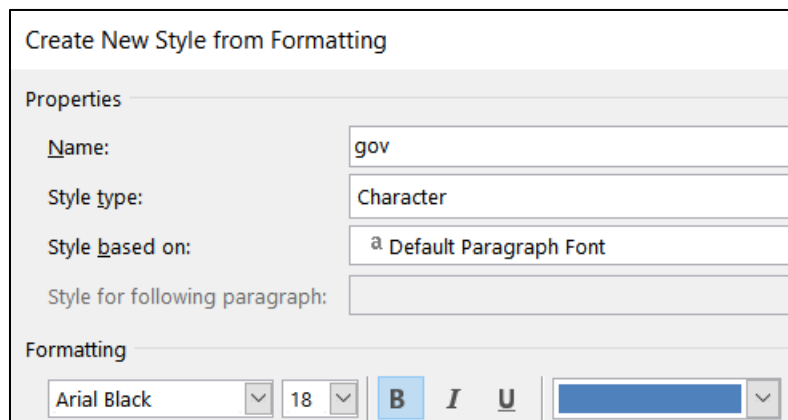 Create New Style from Formatting
Properties
Name: gov
Style type: Character
Style based on: a Default Paragraph Font
Style for following paragraph:
Formatting
Arial Black 18 B I U